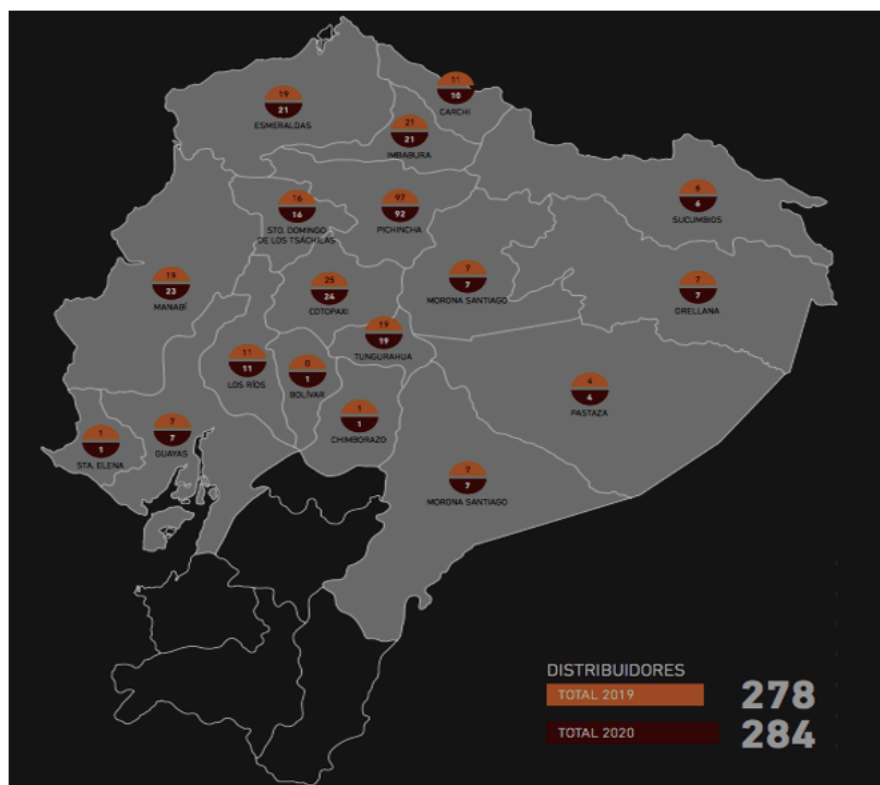 11
10
CARCHI
19
21
ESMERALDAS
21
21
IMBABURA
6
6
SUCUMBIOS
16
16
STO. DOMINGO
DE LOS TSÁCHILAS
97
92
PICHINCHA
19
23
MANABÍ
25
24
COTOPAXI
7
7
MORONA SANTIAGO
7
7
ORELLANA
19
19
TUNGURAHUA
11
11
LOS RÍOS
0
1
BOLÍVAR
4
4
PASTAZA
1
1
STA. ELENA
7
7
GUAYAS
1
1
CHIMBORAZO
7
7
MORONA SANTIAGO
DISTRIBUIDORES
TOTAL 2019 278
TOTAL 2020 284